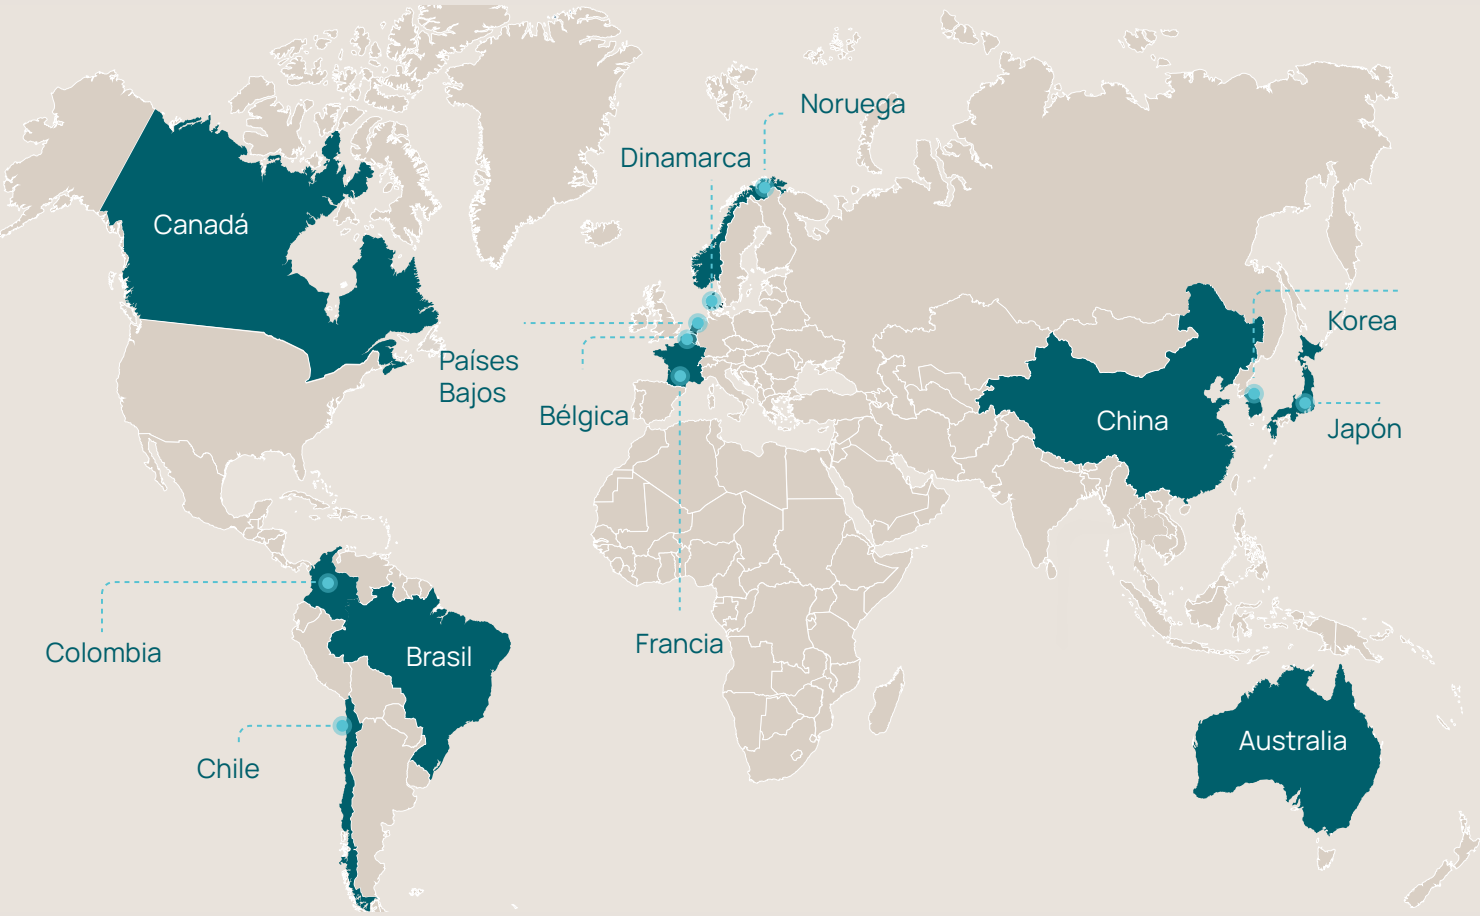 Noruega
Dinamarca
Canadá
Korea
Países
Bajos
Bélgica
China
Japón
Francia
Colombia
Brasil
Australia
Chile